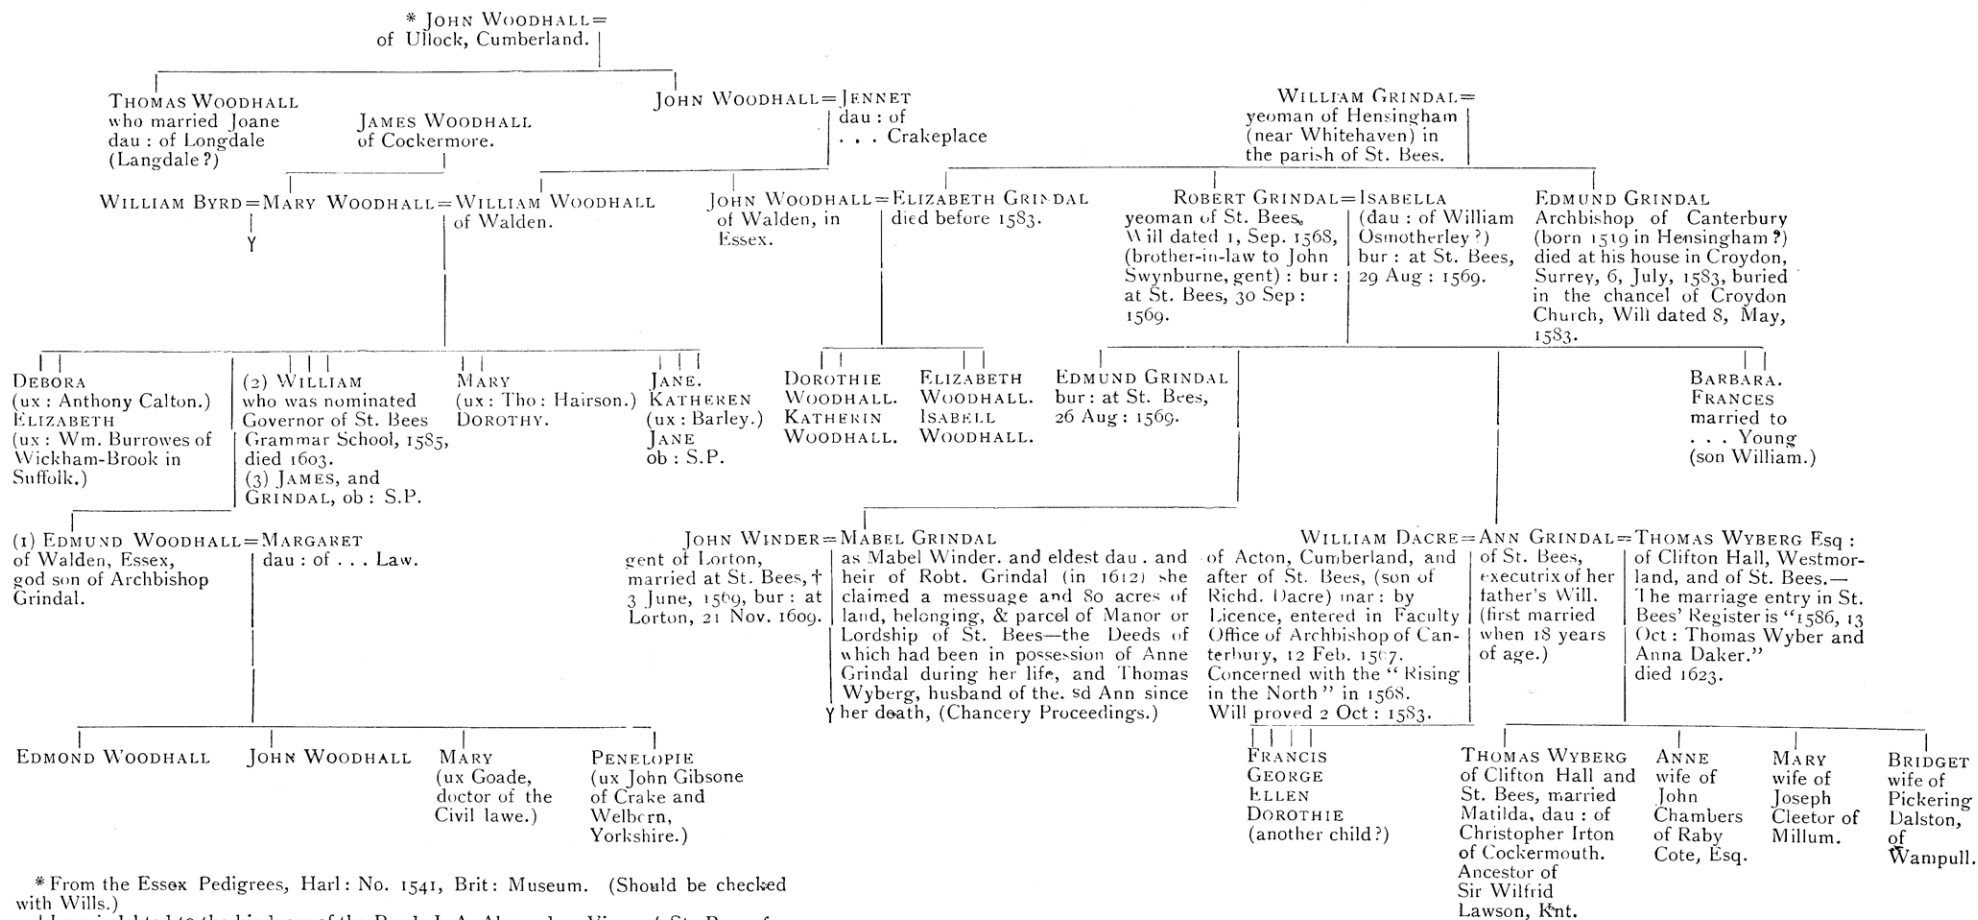 * JOHN WOODHALL=
of Ullock, Cumberland.
THOMAS WOODHALL
who married Joane
dau : of Longdale
(Langdale ?)
JAMES WOODHALL
of Cockermore.
JOHN WOODHALL=JENNET
dau : of
. . . Crakeplace
WILLIAM GRINDAL=
yeoman of Hensingham
(near Whitehaven) in
the parish of St. Bees.
WILLIAM BYRD=MARY WOODHALL=WILLIAM WOODHALL
of Walden.
JOHN WOODHALL=ELIZABETH GRINDAL
of Walden, in
Essex.
died before 1583.
ROBERT GRINDAL=ISABELLA
yeoman of St. Bees,
Will dated 1, Sep. 1568,
(brother-in-law to John
Swynburne, gent) : bur :
at St. Bees, 30 Sep :
1569.
(dau : of William
Osmotherley ?)
bur : at St. Bees,
29 Aug : 1569.
EDMUND GRINDAL
Archbishop of Canterbury
(born 1519 in Hensingham ?)
died at his house in Croydon,
Surrey, 6, July, 1583, buried
in the chancel of Croydon
Church, Will dated 8, May,
1583.
DEBORA
(ux : Anthony Calton.)
ELIZABETH
(ux : Wm. Burrowes of
Wickham-Brook in
Suffolk.)
(2) WILLIAM
who was nominated
Governor of St. Bees
Grammar School, 1585,
died 1603.
(3) JAMES, and
GRINDAL, ob : S.P.
MARY
(ux : Tho : Hairson.)
DOROTHY.
JANE.
KATHEREN
(ux : Barley.)
JANE
ob : S.P.
DOROTHIE
WOODHALL.
KATHERIN
WOODHALL.
ELIZABETH
WOODHALL.
ISABELL
WOODHALL.
EDMUND GRINDAL
bur : at St. Bees,
26 Aug : 1569.
BARBARA.
FRANCES
married to
. . . Young
(son William.)
(1) EDMUND WOODHALL=MARGARET
of Walden, Essex,
god son of Archbishop
Grindal.
dau : of . . . Law.
JOHN WINDER=MABEL GRINDAL
gent of Lorton,
married at St. Bees, †
3 June, 1569, bur : at
Lorton, 21 Nov. 1609.
as Mabel Winder. and eldest dau . and
heir of Robt. Grindal (in 1612) she
claimed a messuage and 80 acres of
land, belonging, & parcel of Manor or
Lordship of St. Bees—the Deeds of
which had been in possession of Anne
Grindal during her life, and Thomas
Wyberg, husband of the. sd Ann since
her death, (Chancery Proceedings.)
WILLIAM DACRE=ANN GRINDAL=THOMAS WYBERG Esq :
of Acton, Cumberland, and
after of St. Bees, (son of
Richd. Dacre) mar : by
Licence, entered in Faculty
Office of Archbishop of Can-
terbury, 12 Feb. 1567.
Concerned with the “ Rising
in the North ” in 1568.
Will proved 2 Oct : 1583.
of St. Bees,
executrix of her
father's Will.
(first married
when 18 years
of age.)
of Clifton Hall, Westmor-
land, and of St. Bees.—
The marriage entry in St.
Bees' Register is “1586, 13
Oct : Thomas Wyber and
Anna Daker.”
died 1623.
EDMOND WOODHALL
JOHN WOODHALL
MARY
(ux Goade,
doctor of the
Civil lawe.)
PENELOPIE
(ux John Gibsone
of Crake and
Welbern,
Yorkshire.)
FRANCIS
GEORGE
ELLEN
DOROTHIE
(another child ?)
THOMAS WYBERG
of Clifton Hall and
St. Bees, married
Matilda, dau : of
Christopher Irton
of Cockermouth.
Ancestor of
Sir Wilfrid
Lawson, Knt.
ANNE
wife of
John
Chambers
of Raby
Cote, Esq.
MARY
wife of
Joseph
Cleetor of
Millum.
BRIDGET
wife of
Pickering
Dalston,
of
Wampull.
* From the Essex Pedigrees, Harl : No. 1541, Brit : Museum. (Should be checked
with Wills.)